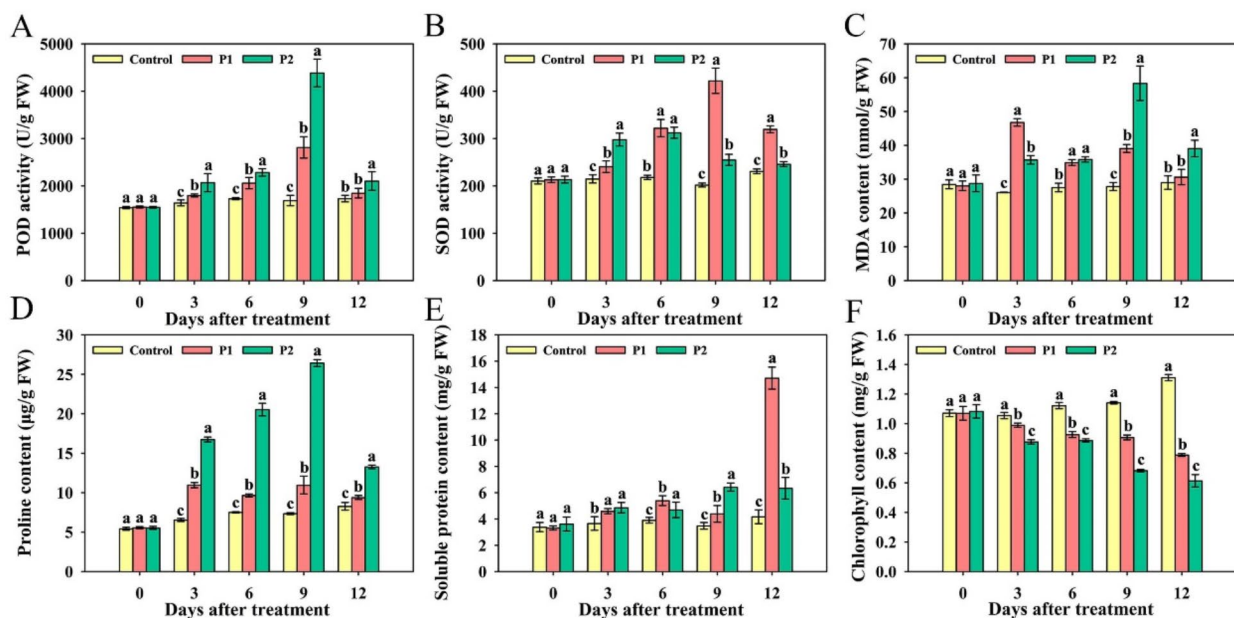 A
5000
4000
3000
2000
1000
0
POD activity (U/g FW)
Control P1 P2
a a a c b a c b a c b a b b a
0 3 6 9 12
Days after treatment
B
500
400
300
200
100
0
SOD activity (U/g FW)
Control P1 P2
a a a c b a b a a c a b c a b
0 3 6 9 12
Days after treatment
C
70
60
50
40
30
20
10
0
MDA content (nmol/g FW)
Control P1 P2
a a a c a b b a a c b a b b a
0 3 6 9 12
Days after treatment
D
30
25
20
15
10
5
0
Proline content (μg/g FW)
Control P1 P2
a a a c b a c b a c b a c b a
0 3 6 9 12
Days after treatment
E
18
16
14
12
10
8
6
4
2
0
Soluble protein content (mg/g FW)
Control P1 P2
a a a b a a c b a c b a c a b
0 3 6 9 12
Days after treatment
F
1.6
1.4
1.2
1.0
0.8
0.6
0.4
0.2
0.0
Chlorophyll content (mg/g FW)
Control P1 P2
a a a a b c a b c a b c a b c
0 3 6 9 12
Days after treatment